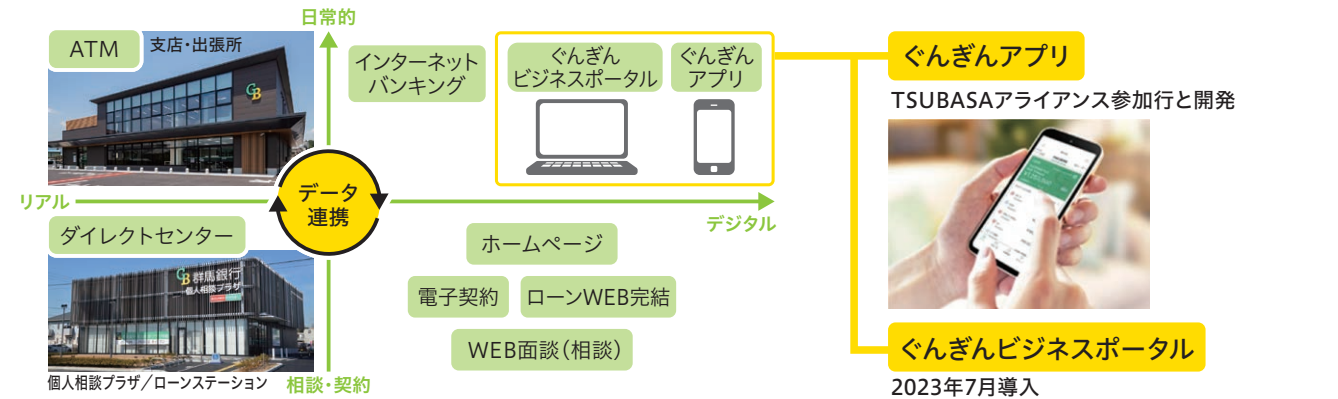 日常的
ATM
支店・出張所
GB
インターネット
バンキング
ぐんぎん
ビジネスポータル
ぐんぎん
アプリ
ぐんぎんアプリ
TSUBASAアライアンス参加行と開発
リアル
データ
連携
デジタル
ダイレクトセンター
GB 群馬銀行
個人相談プラザ
ホームページ
電子契約
ローンWEB完結
WEB面談(相談)
個人相談プラザ/ローンステーション
相談・契約
ぐんぎんビジネスポータル
2023年7月導入